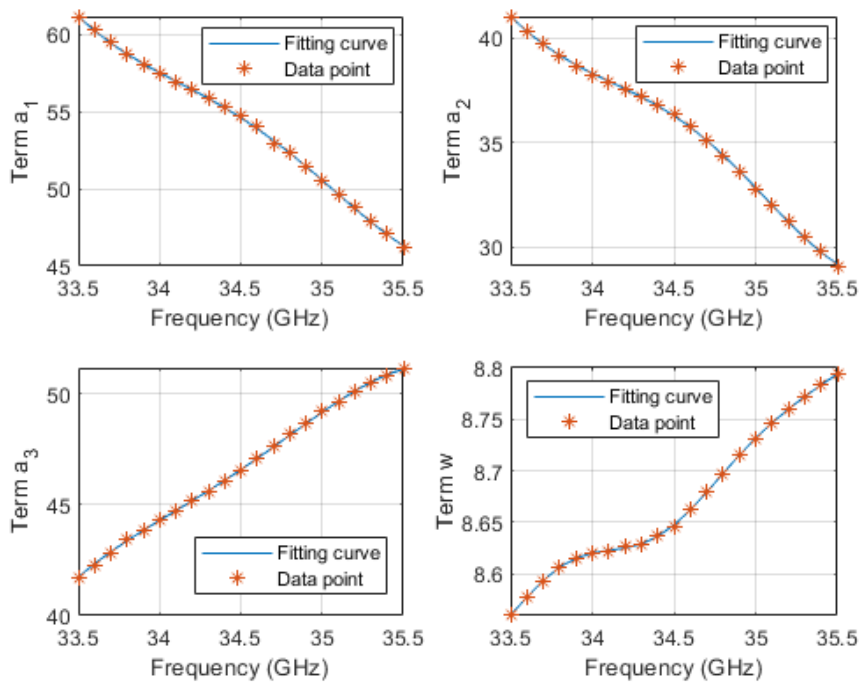 60
55
50
45
Term a1
Fitting curve
Data point
33.5 34 34.5 35 35.5
Frequency (GHz)
40
35
30
Term a2
Fitting curve
Data point
33.5 34 34.5 35 35.5
Frequency (GHz)
50
45
40
Term a3
Fitting curve
Data point
33.5 34 34.5 35 35.5
Frequency (GHz)
8.8
8.75
8.7
8.65
8.6
Term w
Fitting curve
Data point
33.5 34 34.5 35 35.5
Frequency (GHz)